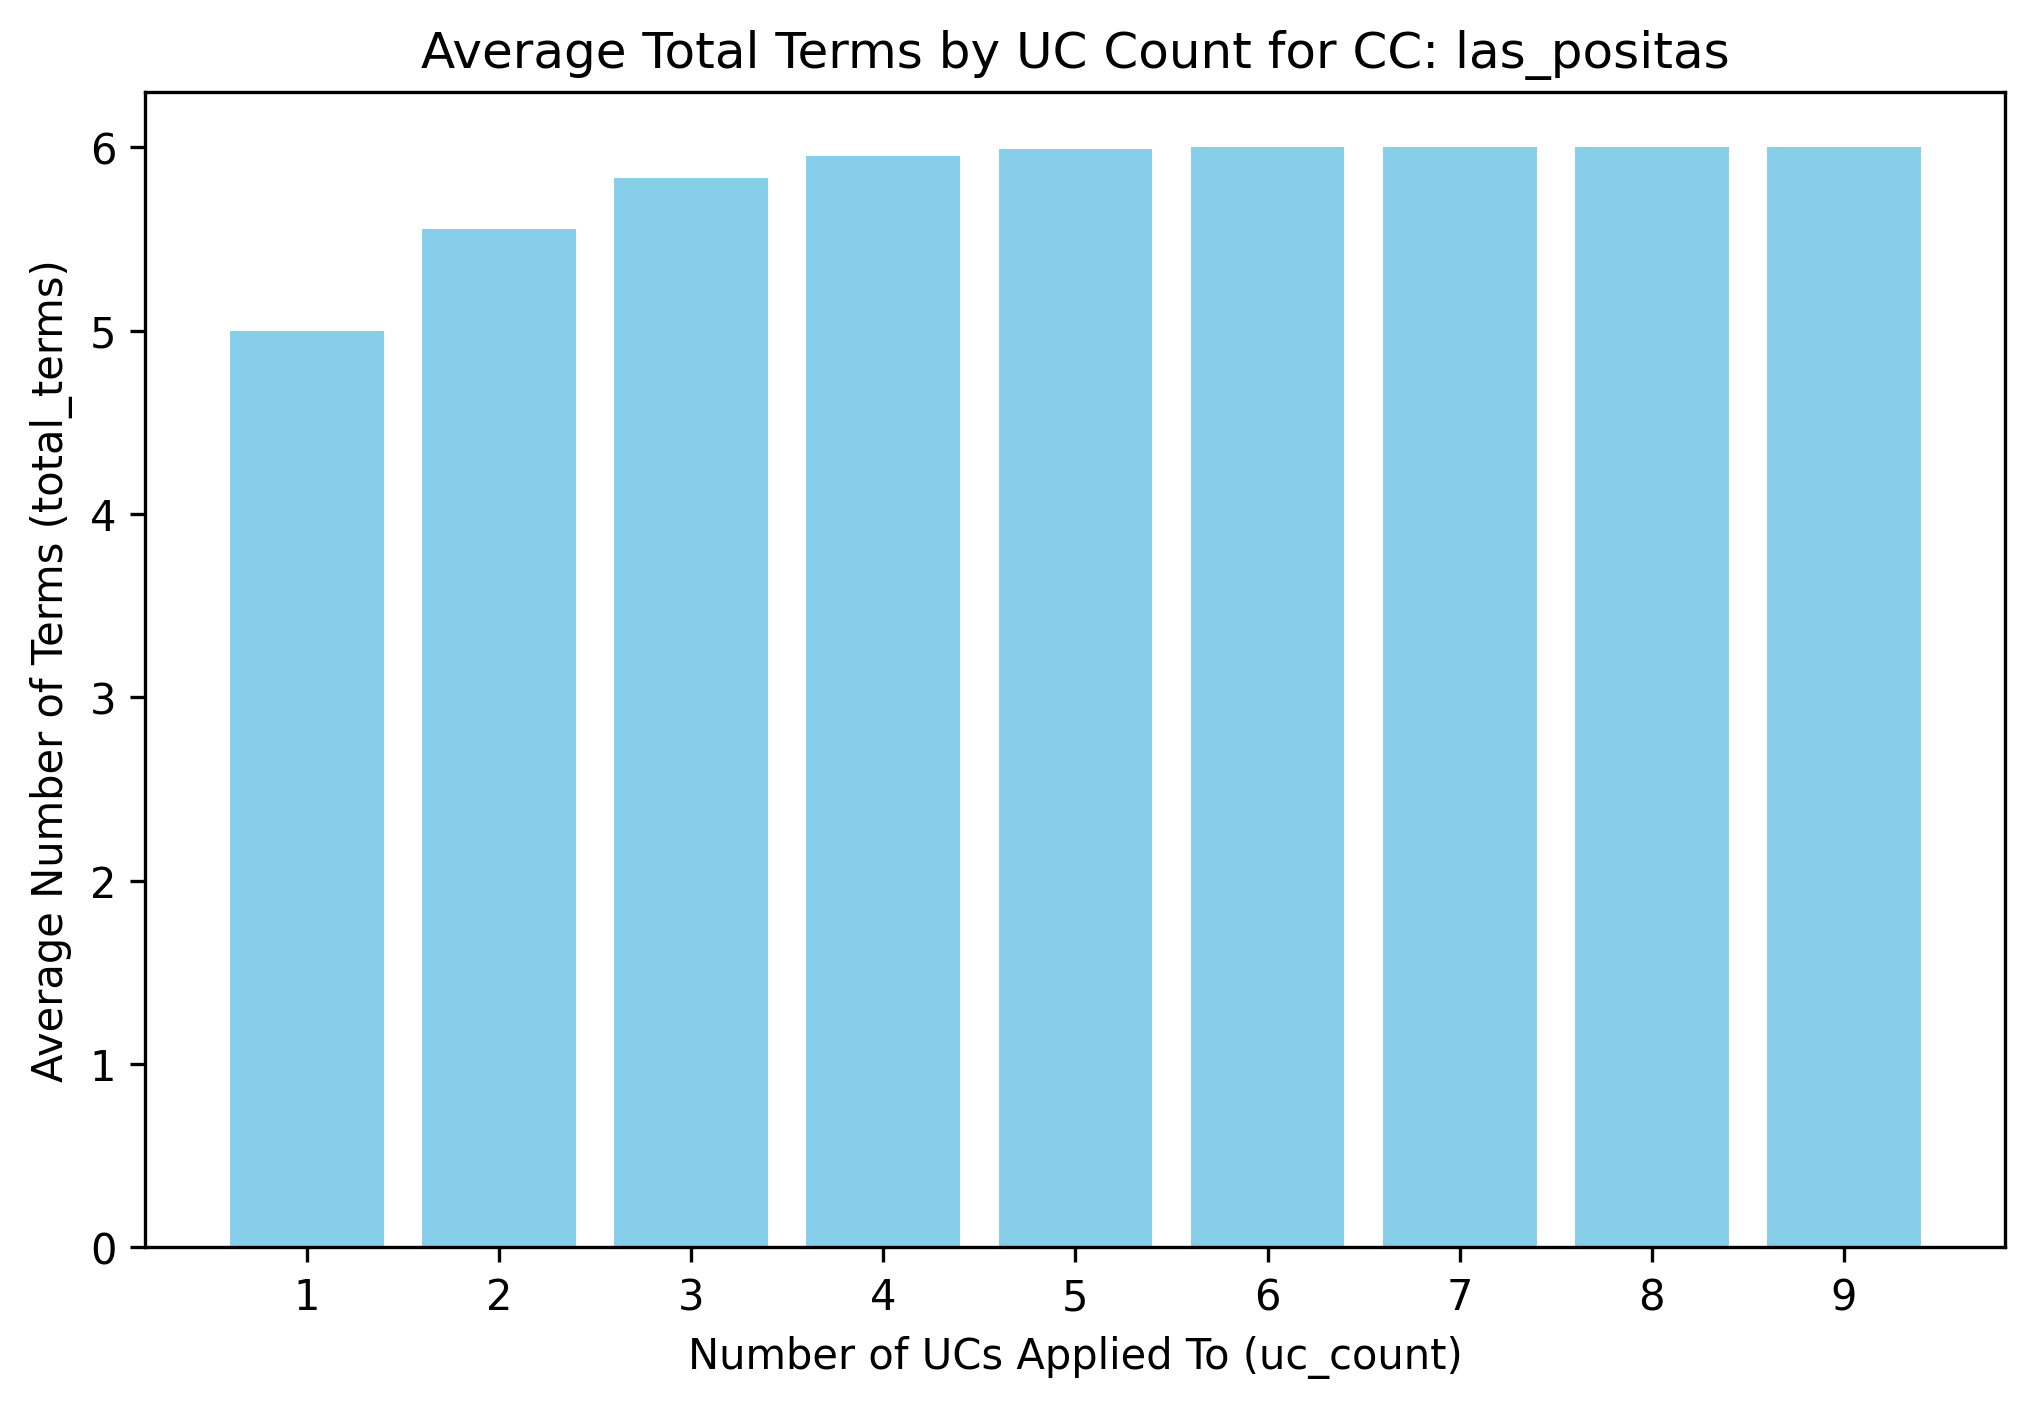 Average Total Terms by UC Count for CC: las_positas
Average Number of Terms (total_terms)
6
5
4
3
2
1
0
1 2 3 4 5 6 7 8 9
Number of UCs Applied To (uc_count)